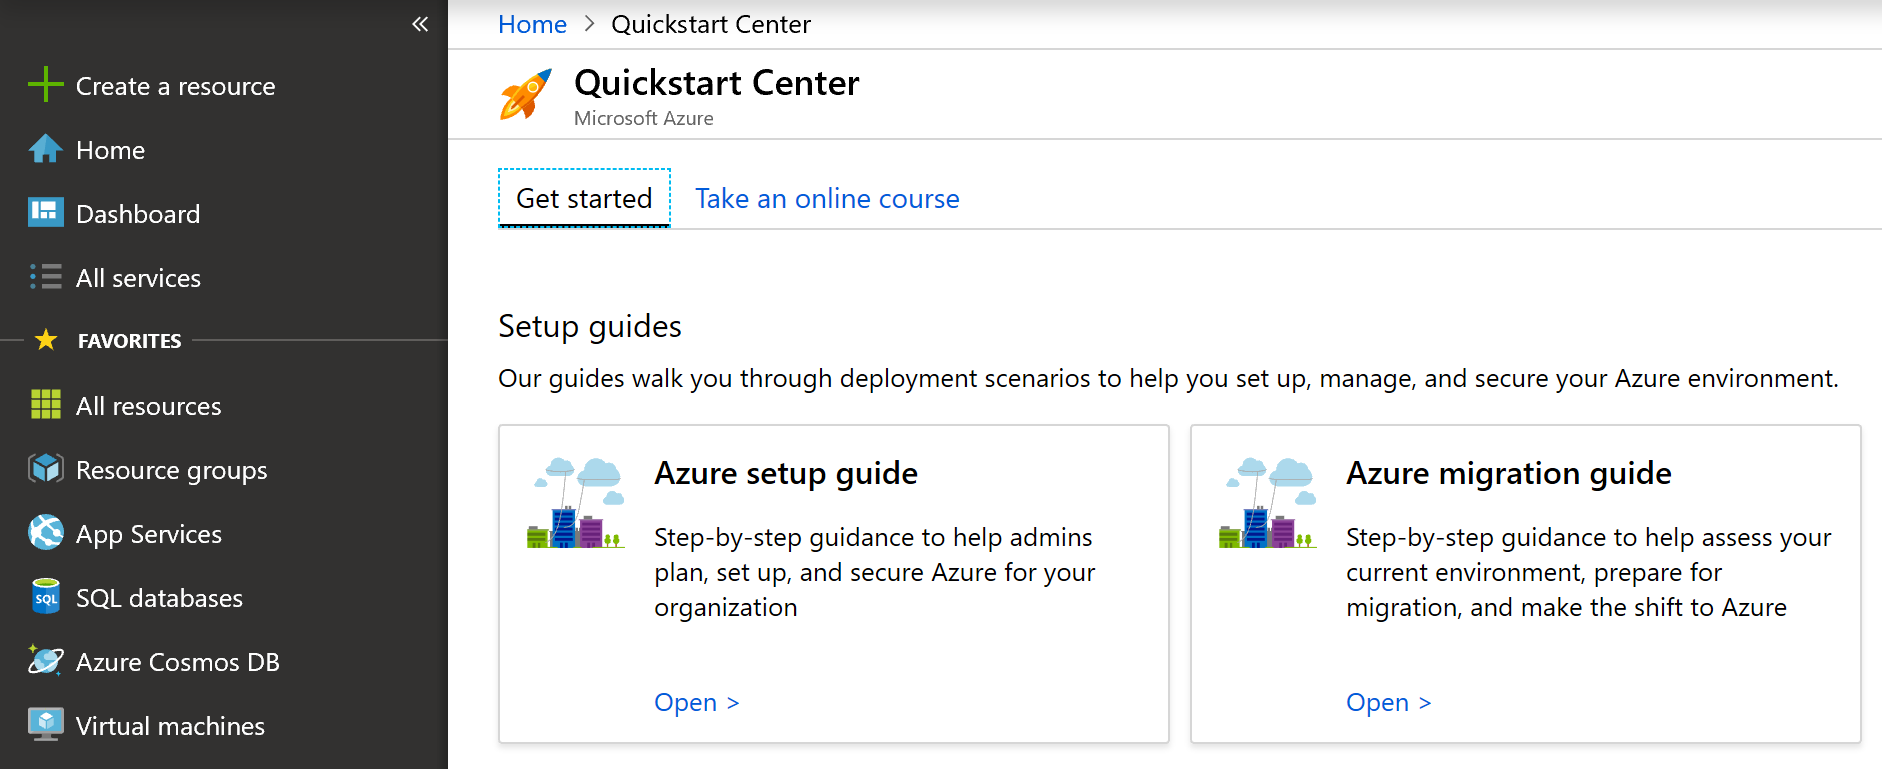 «
Create a resource
Home
Dashboard
All services
FAVORITES
All resources
Resource groups
App Services
SQL
SQL databases
Azure Cosmos DB
Virtual machines
Home > Quickstart Center
Quickstart Center
Microsoft Azure
Get started
Take an online course
Setup guides
Our guides walk you through deployment scenarios to help you set up, manage, and secure your Azure environment.
Azure setup guide
Step-by-step guidance to help admins
plan, set up, and secure Azure for your
organization
Open >
Azure migration guide
Step-by-step guidance to help assess your
current environment, prepare for
migration, and make the shift to Azure
Open >